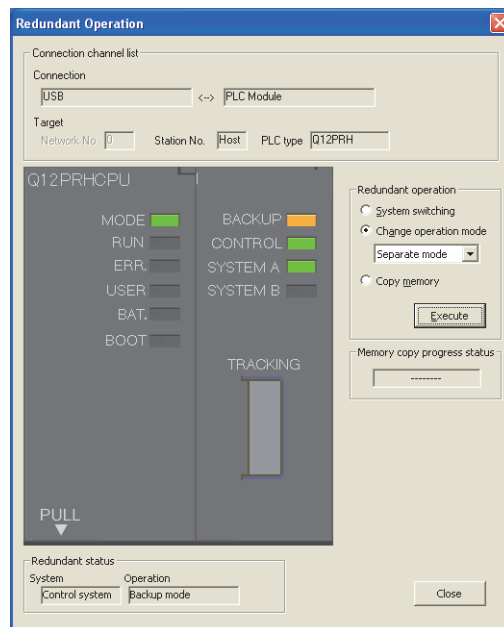 Redundant Operation
Connection channel list
Connection
USB <--> PLC Module
Target
Network No. 0 Station No. Host PLC type Q12PRH
Q12PRHCPU
MODE BACKUP
RUN CONTROL
ERR. SYSTEM A
USER SYSTEM B
BAT.
BOOT
TRACKING
PULL
Redundant operation
System switching
Change operation mode
Separate mode
Copy memory
Execute
Memory copy progress status
--------
Redundant status
System Operation
Control system Backup mode
Close